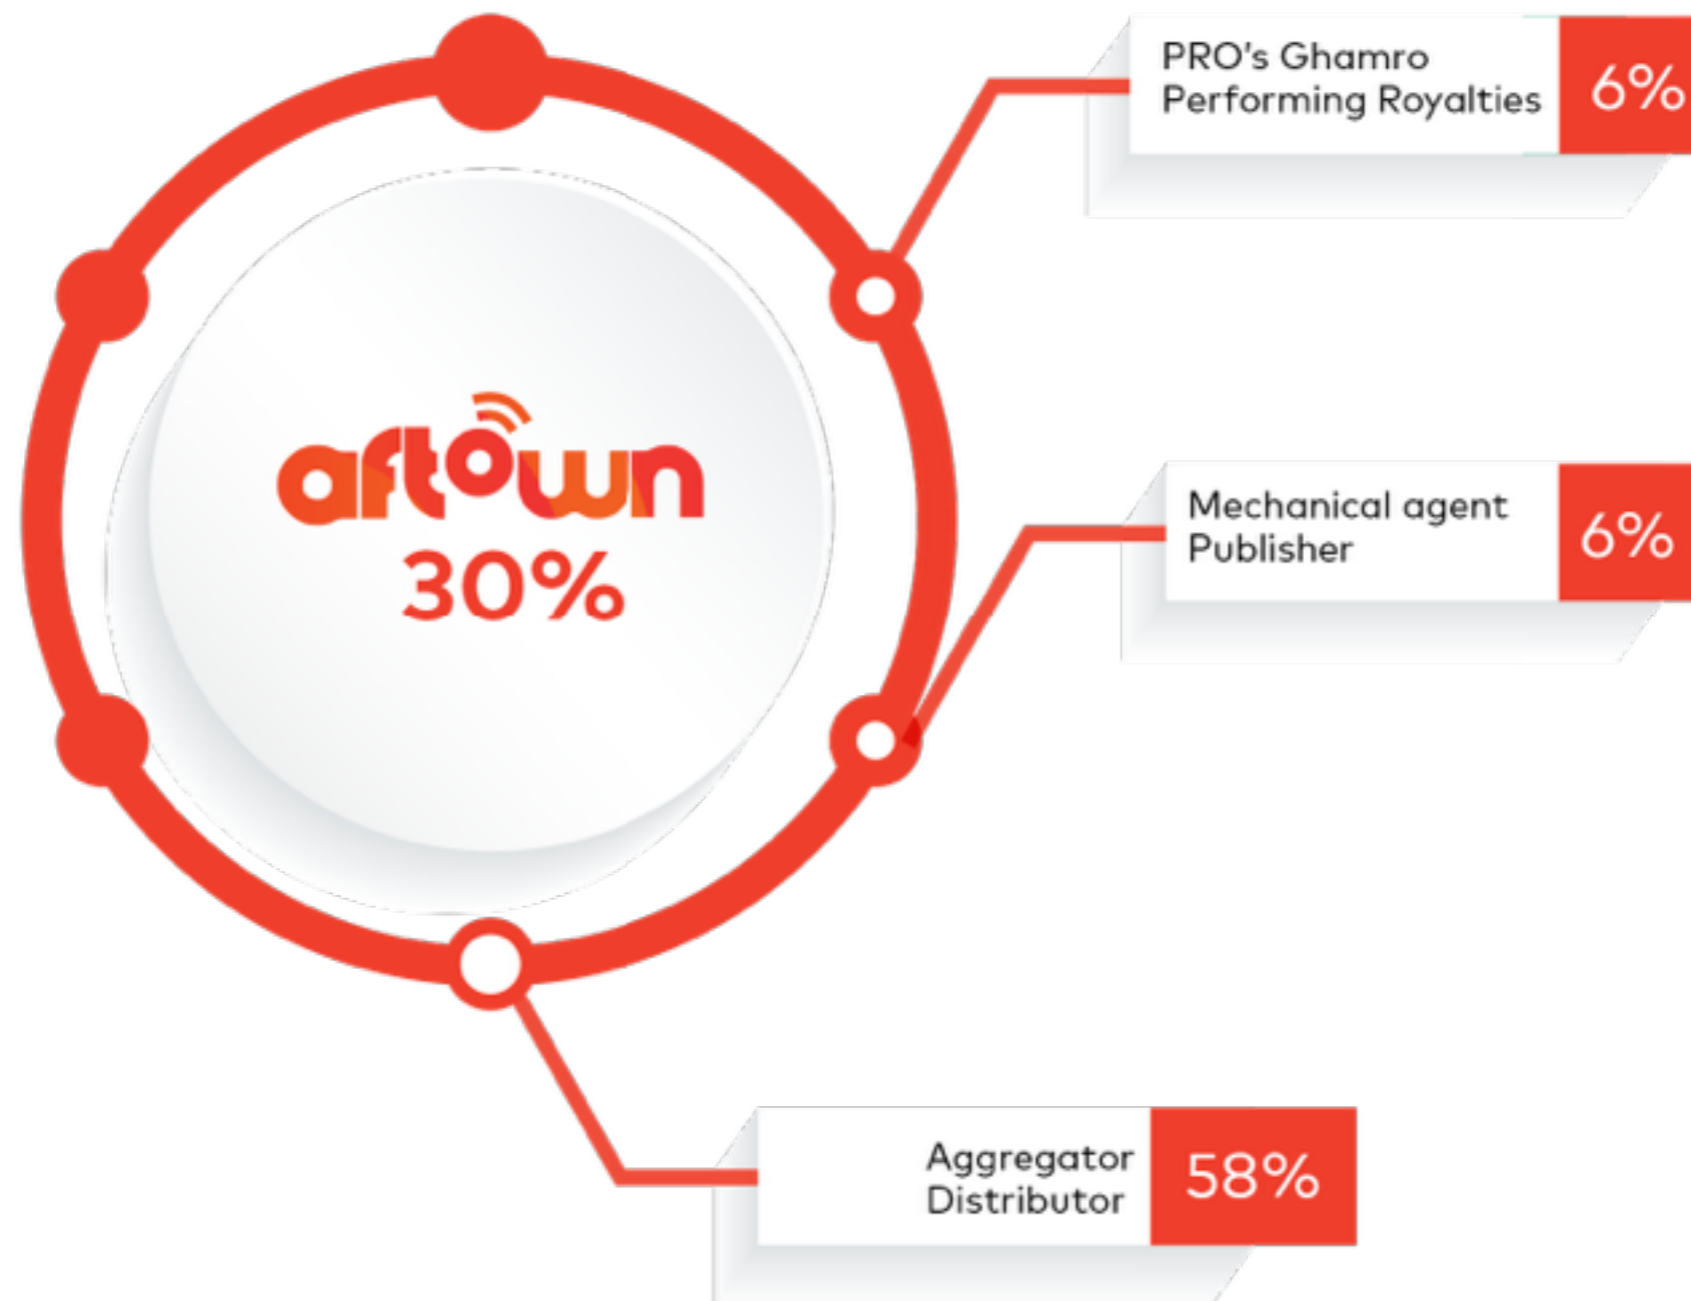 PRO's Ghamro
Performing Royalties
6%
aftown
30%
Mechanical agent
Publisher
6%
Aggregator
Distributor
58%